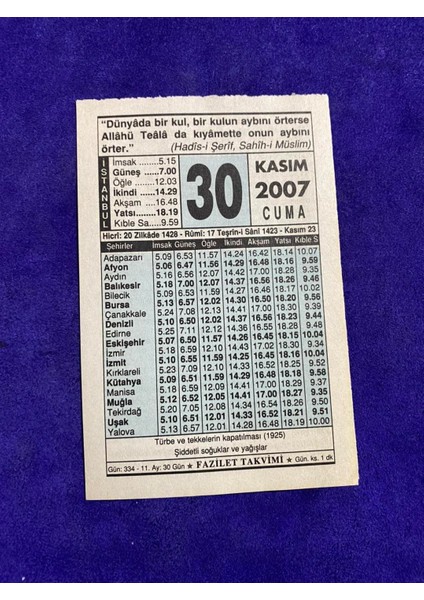 “Dünyâda bir kul, bir kulun aybını örterse
Allâhü Teâlâ da kıyâmette onun aybını
örter.” (Hadîs-i Şerîf, Sahîh-i Müslim)
İSTANBUL
İmsak ........5.15
Güneş ......7.00
Öğle ........12.03
İkindi ......14.29
Akşam ....16.48
Yatsı.......18.19
Kıble Sa....9.59
30
KASIM
2007
CUMA
Hicrî: 20 Zilkâde 1428 - Rûmî: 17 Teşrîn-i Sânî 1423 - Kasım 23
Şehirler İmsak Güneş Öğle İkindi Akşam Yatsı Kıble S
Adapazarı 5.09 6.53 11.57 14.24 16.42 18.14 10.07
Afyon 5.06 6.47 11.56 14.29 16.48 18.16 9.59
Aydın 5.16 6.56 12.07 14.42 17.00 18.28 9.35
Balıkesir 5.18 7.00 12.07 14.37 16.56 18.26 9.46
Bilecik 5.09 6.53 11.57 14.27 16.46 18.17 10.02
Bursa 5.13 6.57 12.02 14.30 16.50 18.20 9.56
Çanakkale 5.24 7.08 12.13 14.41 17.00 18.30 9.39
Denizli 5.10 6.50 12.02 14.37 16.56 18.23 9.44
Edirne 5.25 7.11 12.12 14.36 16.55 18.28 9.48
Eskişehir 5.07 6.50 11.57 14.26 16.45 18.15 10.04
İzmir 5.18 6.59 12.10 14.43 17.02 18.30 9.34
İzmit 5.10 6.55 11.59 14.25 16.45 18.16 10.04
Kırklareli 5.23 7.09 12.10 14.33 16.52 18.25 9.52
Kütahya 5.09 6.51 11.59 14.29 16.48 18.18 9.58
Manisa 5.18 6.59 12.09 14.41 17.00 18.29 9.37
Muğla 5.12 6.52 12.05 14.41 17.00 18.27 9.35
Tekirdağ 5.20 7.05 12.08 14.34 16.53 18.25 9.51
Uşak 5.10 6.51 12.01 14.33 16.52 18.21 9.51
Yalova 5.13 6.57 12.01 14.28 16.48 18.19 10.00
Türbe ve tekkelerin kapatılması (1925)
Şiddetli soğuklar ve yağışlar
Gün: 334 - 11. Ay: 30 Gün ★ FAZİLET TAKVİMİ ★ Gün. ks. 1 dk